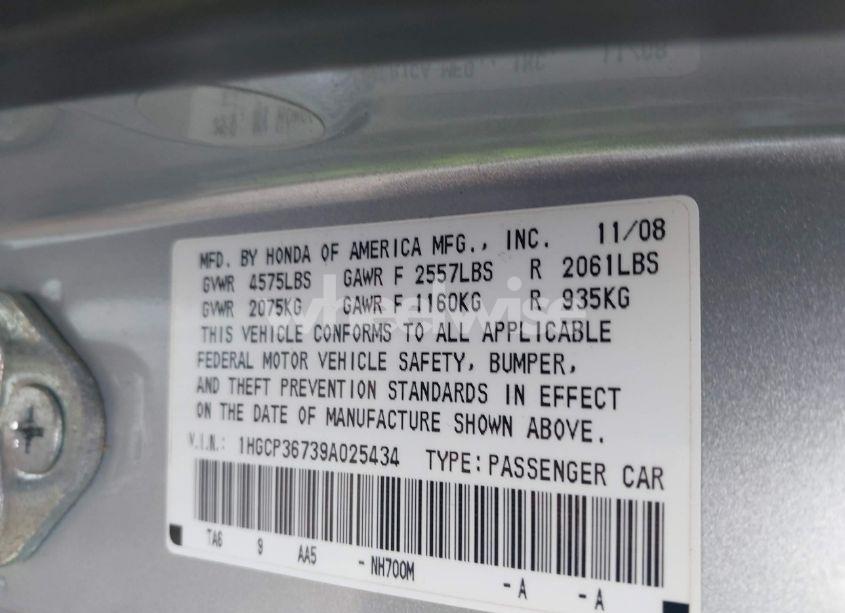 MFD. BY HONDA OF AMERICA MFG., INC. 11/08
GVWR 4575LBS GAWR F 2557LBS R 2061LBS
GVWR 2075KG GAWR F 1160KG R 935KG
THIS VEHICLE CONFORMS TO ALL APPLICABLE
FEDERAL MOTOR VEHICLE SAFETY, BUMPER,
AND THEFT PREVENTION STANDARDS IN EFFECT
ON THE DATE OF MANUFACTURE SHOWN ABOVE.
V.I.N.: 1HGCP36739A025434 TYPE: PASSENGER CAR
TA6 9 AA5 - NH700M - A - A
wheelwise